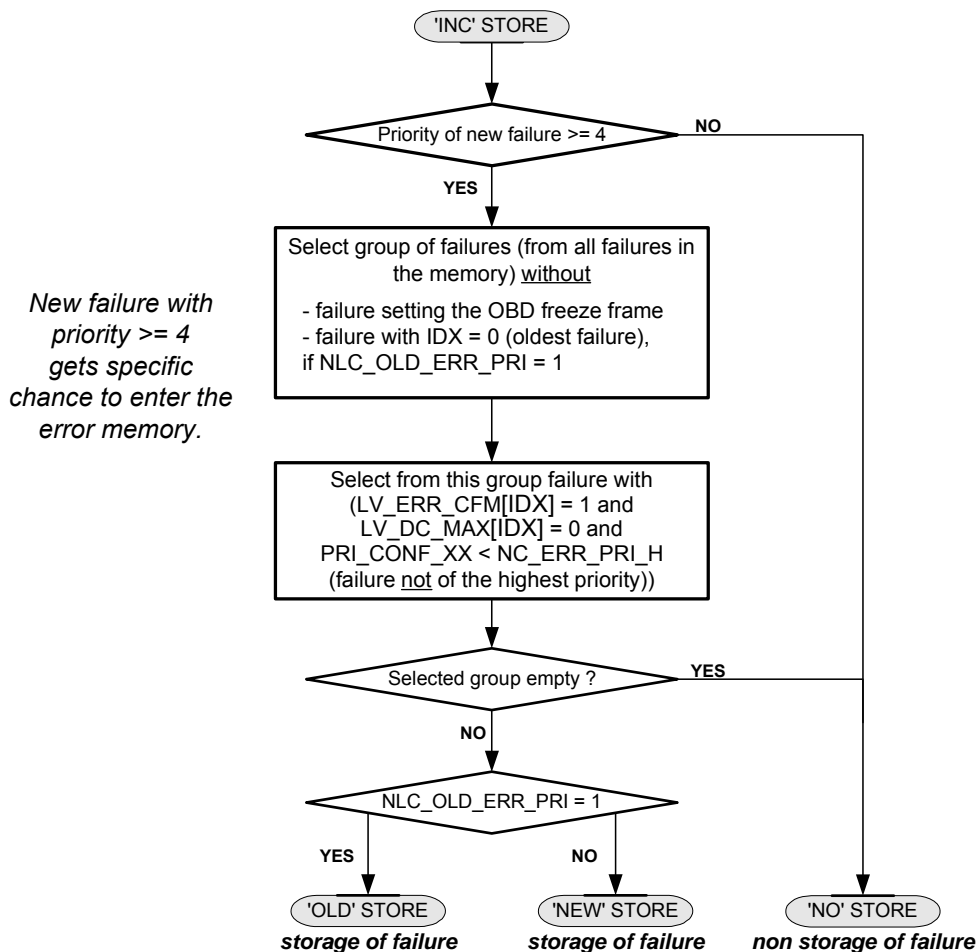 'INC' STORE
Priority of new failure >= 4
NO
YES
Select group of failures (from all failures in
the memory) without
- failure setting the OBD freeze frame
- failure with IDX = 0 (oldest failure),
if NLC_OLD_ERR_PRI = 1
New failure with
priority >= 4
gets specific
chance to enter the
error memory.
Select from this group failure with
(LV_ERR_CFM[IDX] = 1 and
LV_DC_MAX[IDX] = 0 and
PRI_CONF_XX < NC_ERR_PRI_H
(failure not of the highest priority))
Selected group empty ?
YES
NO
NLC_OLD_ERR_PRI = 1
YES
NO
'OLD' STORE
'NEW' STORE
'NO' STORE
storage of failure
storage of failure
non storage of failure